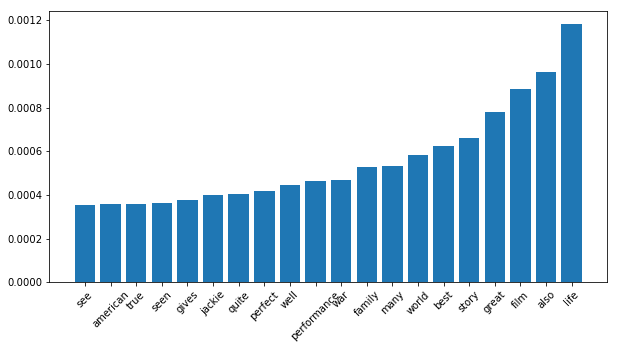 0.0012
0.0010
0.0008
0.0006
0.0004
0.0002
0.0000
see
american
true
seen
gives
jackie
quite
perfect
well
performance
war
family
many
world
best
story
great
film
also
life